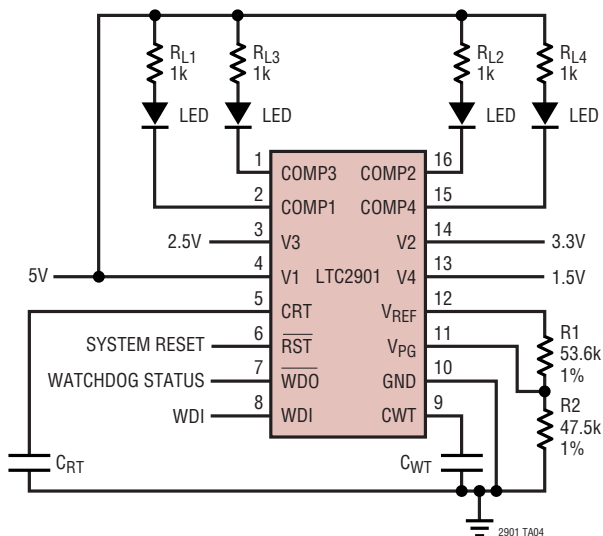 RL1
1k
RL3
1k
RL2
1k
RL4
1k
LED
LED
LED
LED
1
COMP3
COMP2
16
2
COMP1
COMP4
15
2.5V
3
V3
V2
14
3.3V
5V
4
V1
LTC2901
V4
13
1.5V
5
CRT
VREF
12
SYSTEM RESET
6
RST
VPG
11
R1
53.6k
1%
WATCHDOG STATUS
7
WDO
GND
10
WDI
8
WDI
CWT
9
R2
47.5k
1%
CRT
CWT
2901 TA04